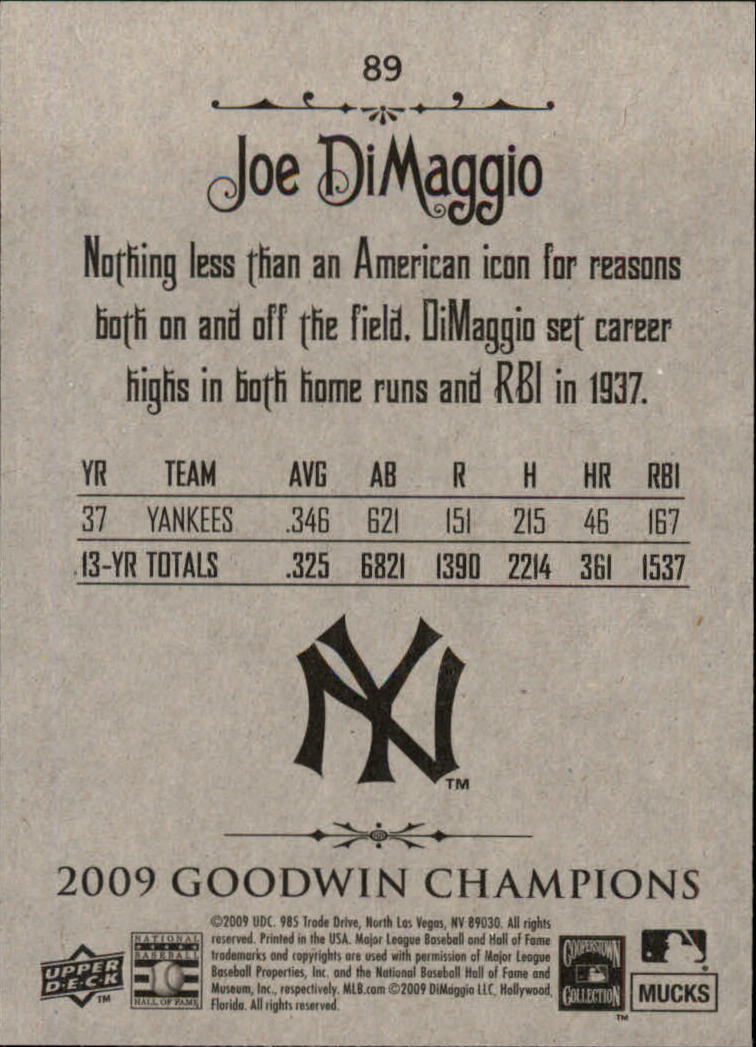 89
Joe DiMaggio
Nothing less than an American icon for reasons
both on and off the field. DiMaggio set career
highs in both home runs and RBI in 1937.
YR TEAM AVG AB R H HR RBI
37 YANKEES .346 621 151 215 46 167
13-YR TOTALS .325 6821 1390 2214 361 1537
NY
TM
2009 GOODWIN CHAMPIONS
©2009 UDC. 985 Trade Drive, North Las Vegas, NV 89030. All rights
reserved. Printed in the USA. Major League Baseball and Hall of Fame
trademarks and copyrights are used with permission of Major League
Baseball Properties, Inc. and the National Baseball Hall of Fame and
Museum, Inc., respectively. MLB.com ©2009 DiMaggio LLC, Hollywood,
Florida. All rights reserved.
UPPER
DECK
TM
NATIONAL
BASEBALL
HALL OF FAME
COOPERSTOWN
COLLECTION
TM
MUCKS